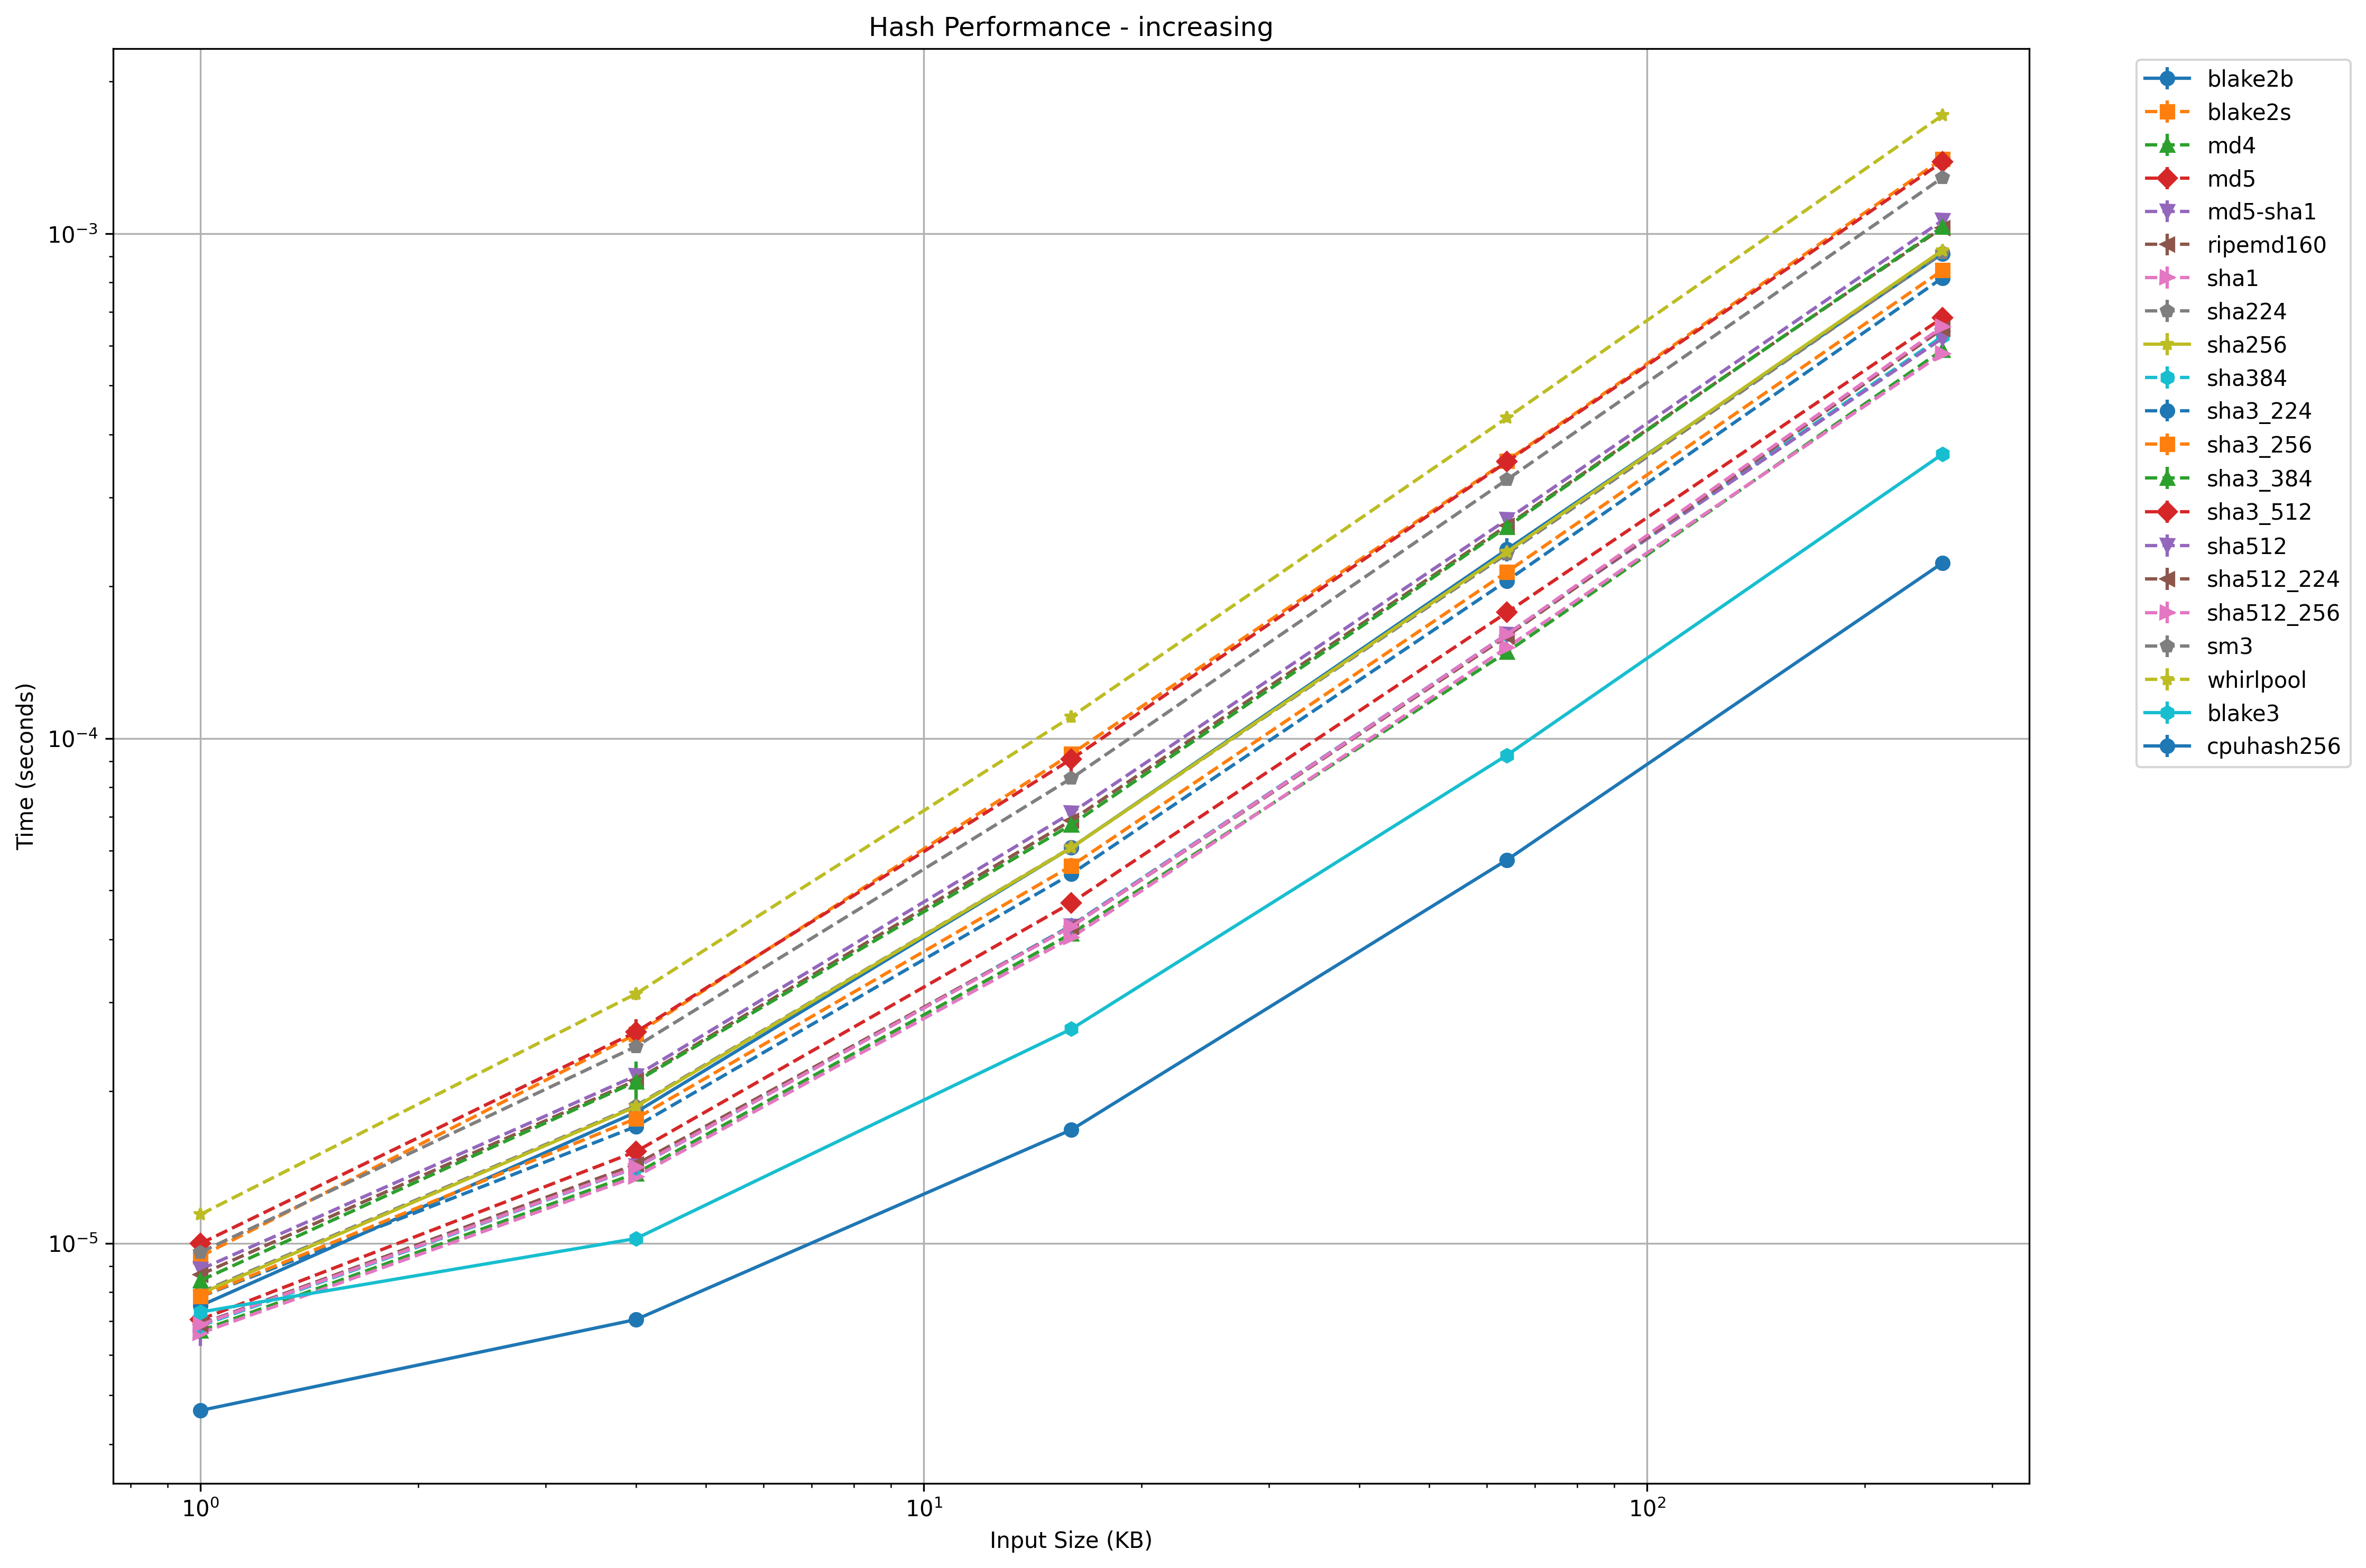 Hash Performance - increasing
Time (seconds)
10⁻³
10⁻⁴
10⁻⁵
10⁰
10¹
10²
Input Size (KB)
blake2b
blake2s
md4
md5
md5-sha1
ripemd160
sha1
sha224
sha256
sha384
sha3_224
sha3_256
sha3_384
sha3_512
sha512
sha512_224
sha512_256
sm3
whirlpool
blake3
cpuhash256